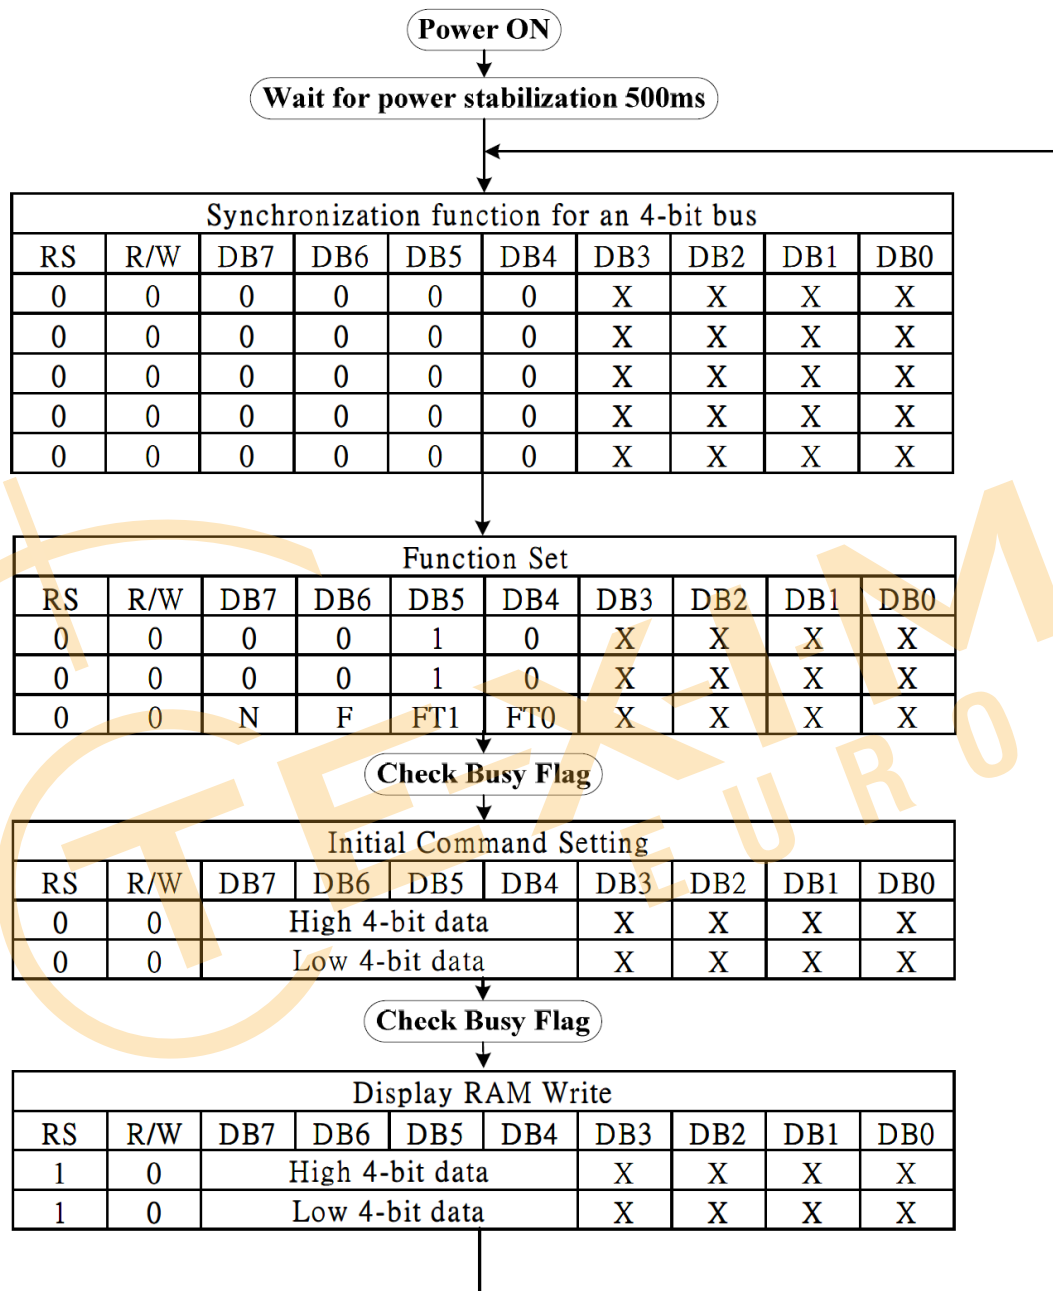 Power ON
Wait for power stabilization 500ms
Synchronization function for an 4-bit bus
RS R/W DB7 DB6 DB5 DB4 DB3 DB2 DB1 DB0
0 0 0 0 0 0 X X X X
0 0 0 0 0 0 X X X X
0 0 0 0 0 0 X X X X
0 0 0 0 0 0 X X X X
0 0 0 0 0 0 X X X X
Function Set
RS R/W DB7 DB6 DB5 DB4 DB3 DB2 DB1 DB0
0 0 0 0 1 0 X X X X
0 0 0 0 1 0 X X X X
0 0 N F FT1 FT0 X X X X
Check Busy Flag
Initial Command Setting
RS R/W DB7 DB6 DB5 DB4 DB3 DB2 DB1 DB0
0 0 High 4-bit data X X X X
0 0 Low 4-bit data X X X X
Check Busy Flag
Display RAM Write
RS R/W DB7 DB6 DB5 DB4 DB3 DB2 DB1 DB0
1 0 High 4-bit data X X X X
1 0 Low 4-bit data X X X X
TEXIM
EURO